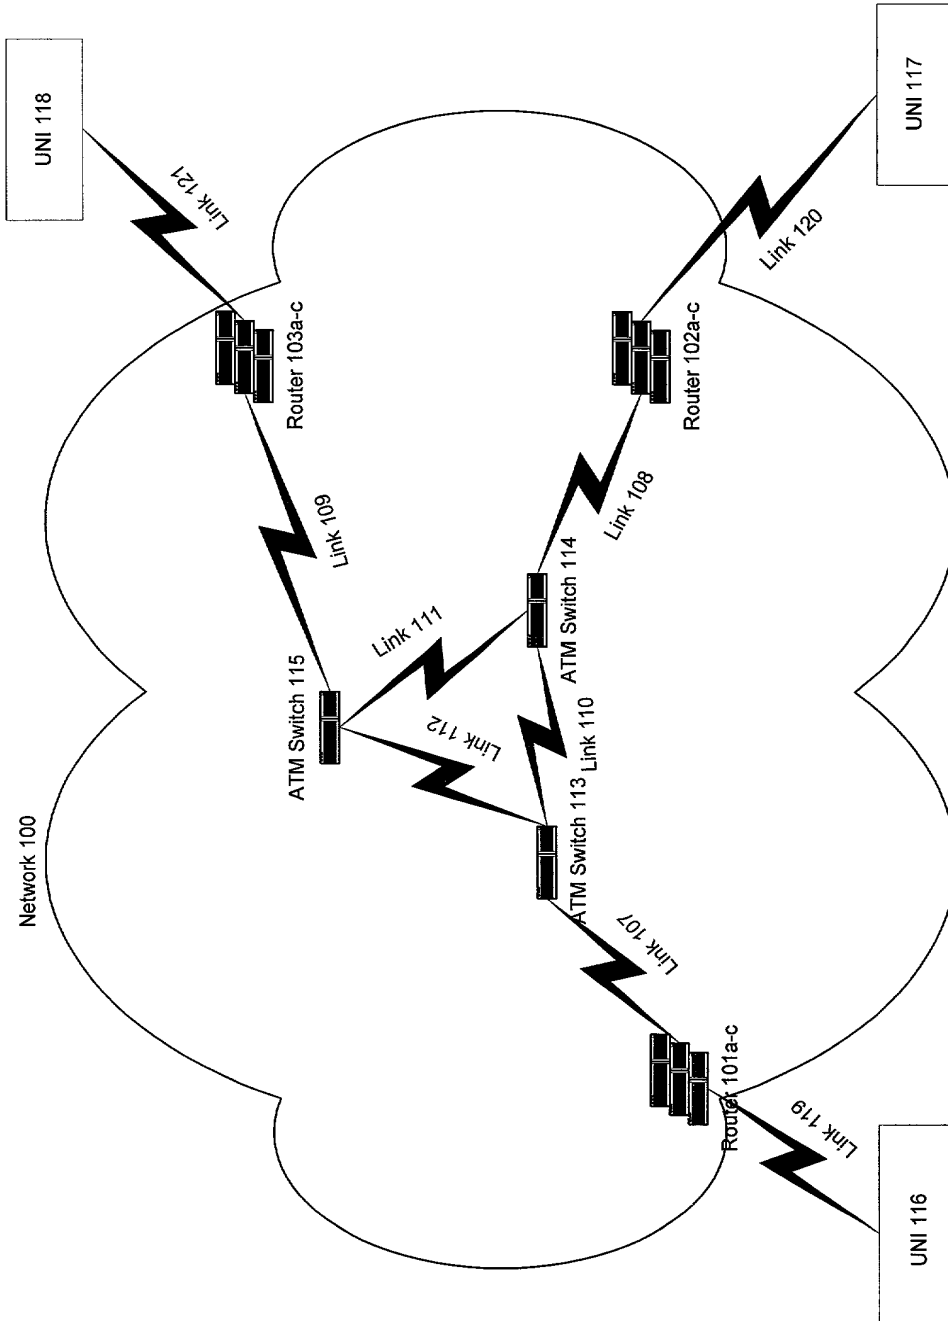 Network 100
UNI 118
Link 121
Router 103a-c
Link 109
ATM Switch 115
Link 111
Link 112
ATM Switch 114
Link 110
ATM Switch 113
Link 108
Router 102a-c
Link 120
UNI 117
Link 107
Router 101a-c
Link 119
UNI 116